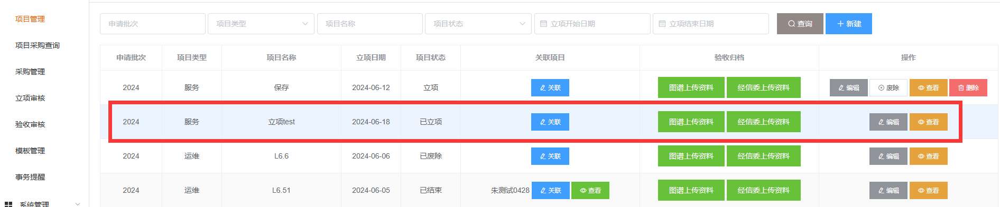 项目管理
项目采购查询
采购管理
立项审核
验收审核
模板管理
事务提醒
系统管理
申请批次 项目类型 项目名称 项目状态 立项开始日期 立项结束日期 查询 新建
申请批次 项目类型 项目名称 立项日期 项目状态 关联项目 验收归档 操作
2024 服务 保存 2024-06-12 立项 关联 图谱上传资料 经信委上传资料 编辑 废除 查看 删除
2024 服务 立项test 2024-06-18 已立项 关联 图谱上传资料 经信委上传资料 编辑 查看
2024 运维 L6.6 2024-06-06 已废除 关联 图谱上传资料 经信委上传资料 编辑 查看
2024 运维 L6.51 2024-06-05 已结束 朱测试0428 关联 查看 图谱上传资料 经信委上传资料 编辑 查看